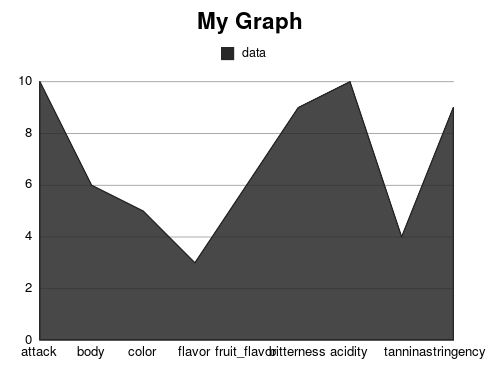 My Graph
data
10
8
6
4
2
0
attack body color flavor fruit_flavor bitterness acidity tannin astringency